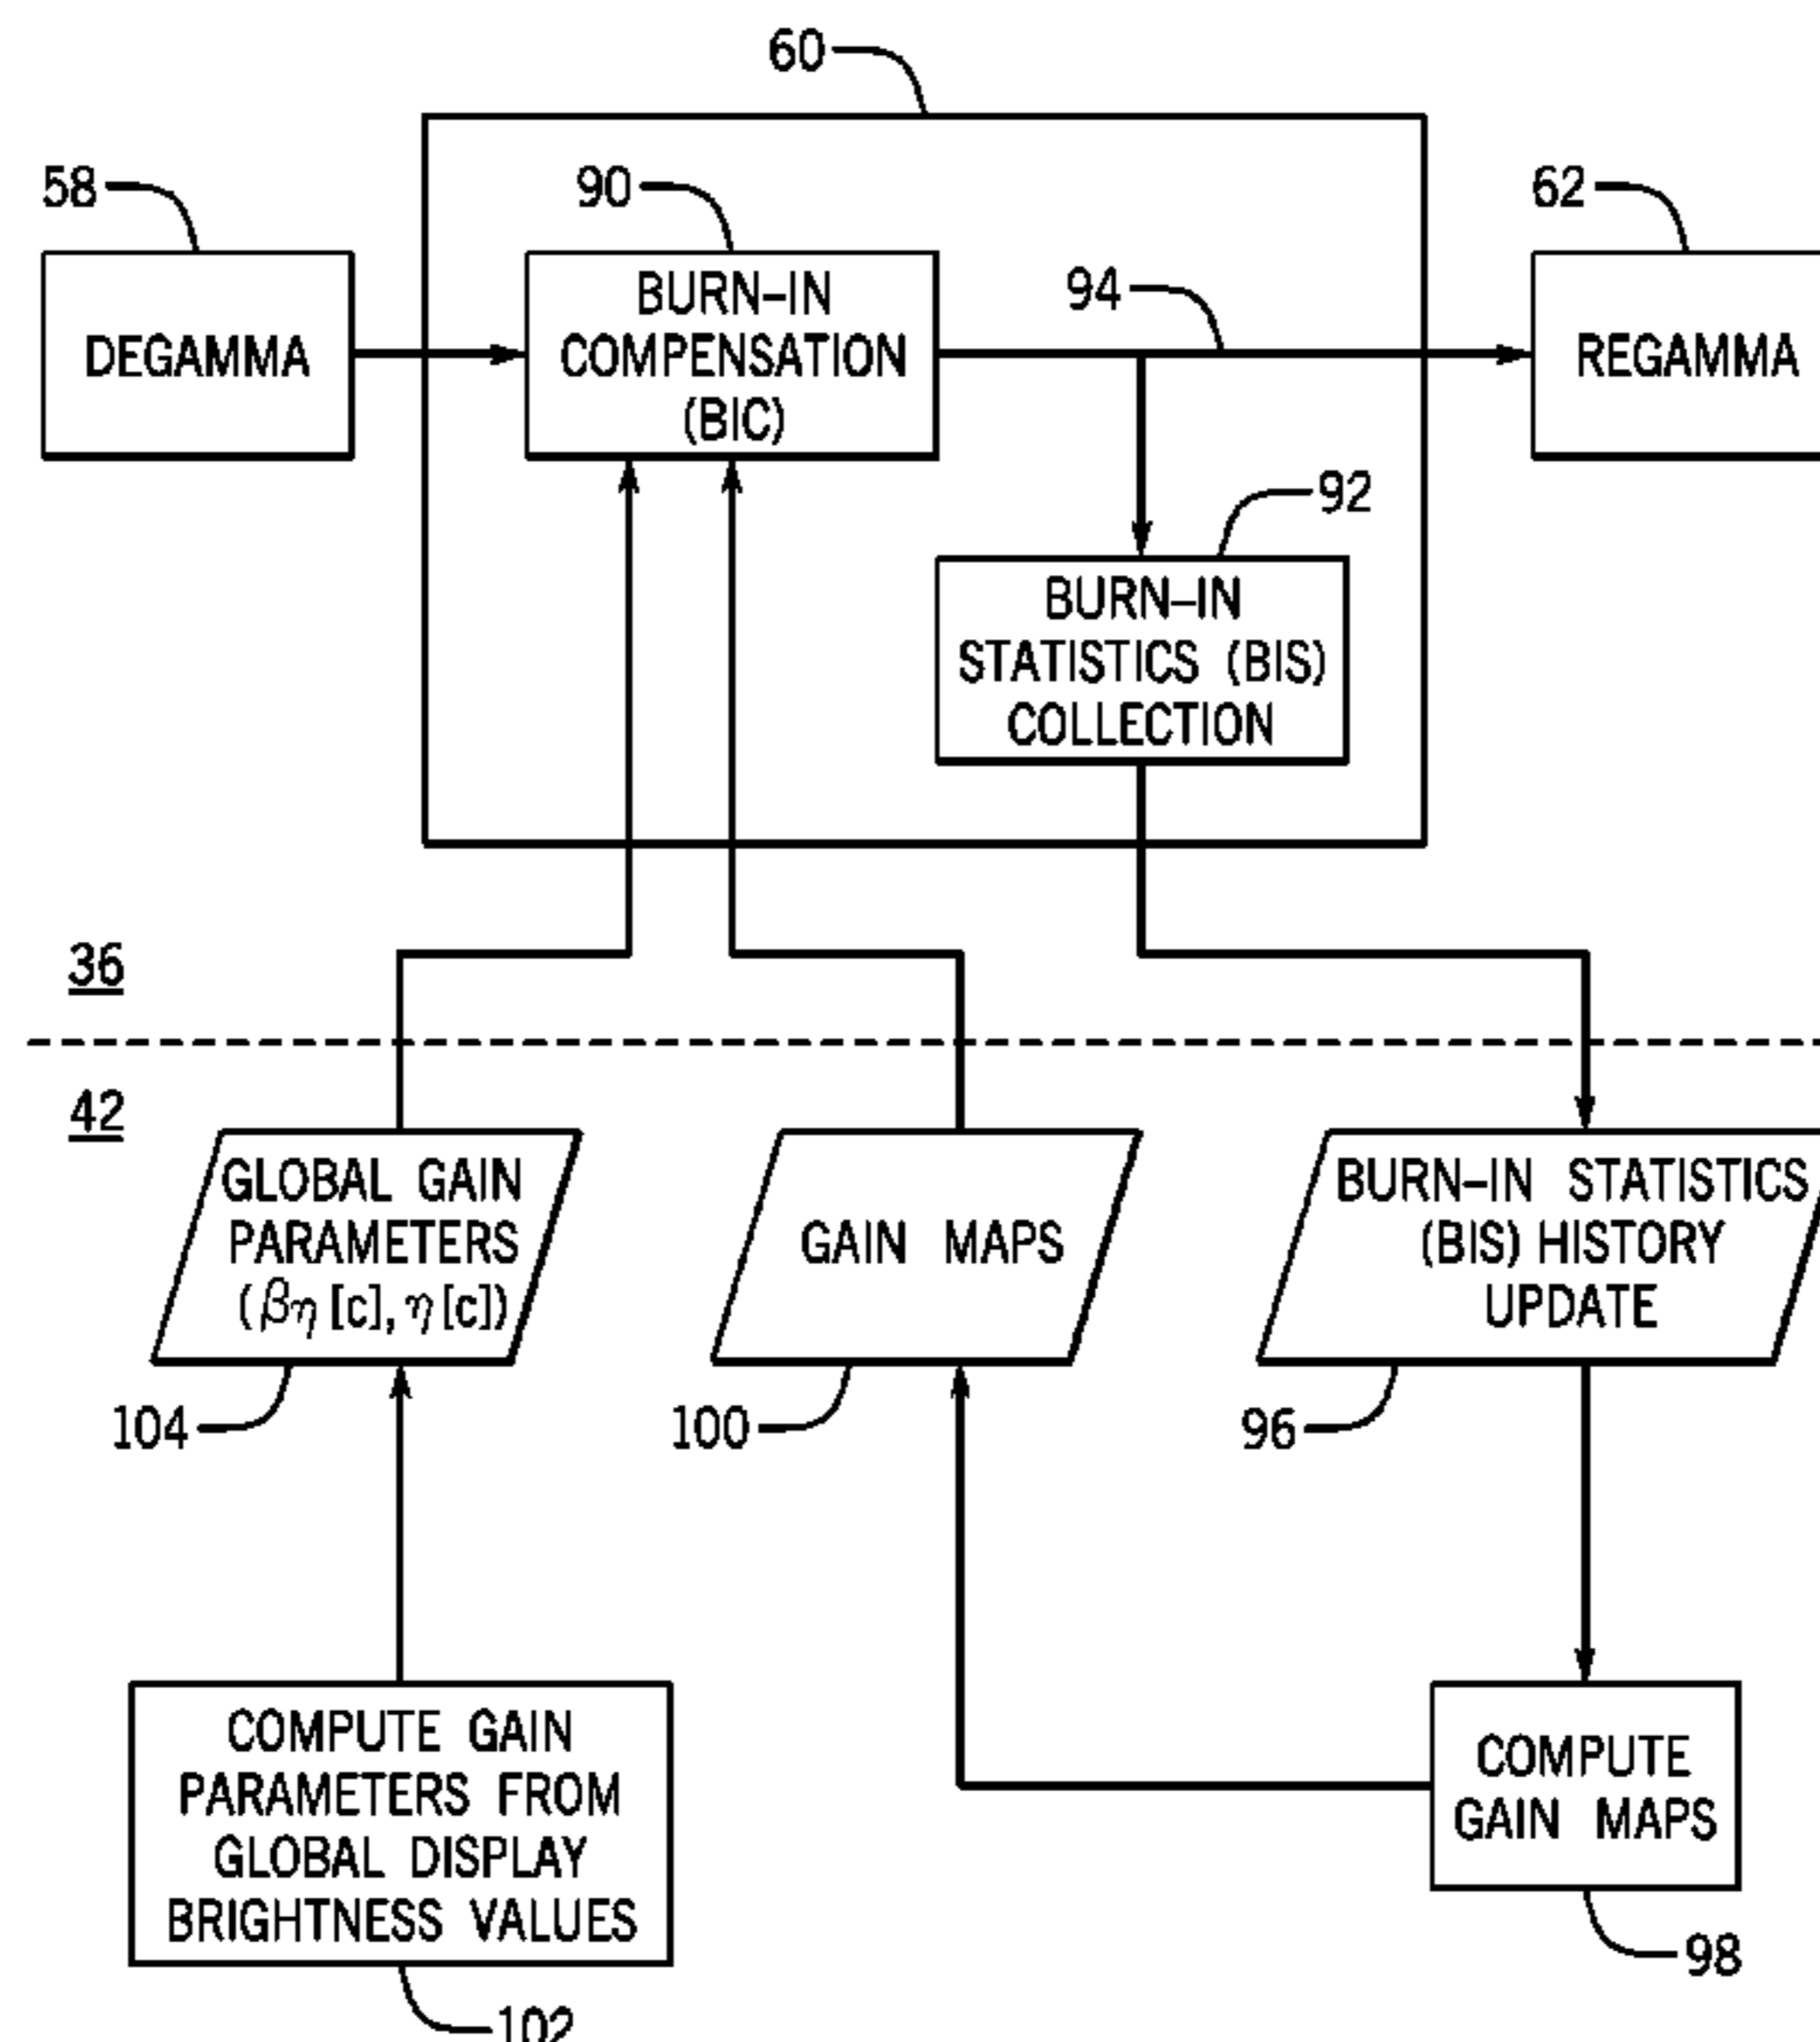 60
58
90
62
DEGAMMA
BURN-IN
COMPENSATION
(BIC)
94
REGAMMA
92
BURN-IN
STATISTICS (BIS)
COLLECTION
36
42
GLOBAL GAIN
PARAMETERS
(βη [c], η [c])
GAIN MAPS
BURN-IN STATISTICS
(BIS) HISTORY
UPDATE
104
100
96
COMPUTE GAIN
PARAMETERS FROM
GLOBAL DISPLAY
BRIGHTNESS VALUES
COMPUTE
GAIN MAPS
98
102